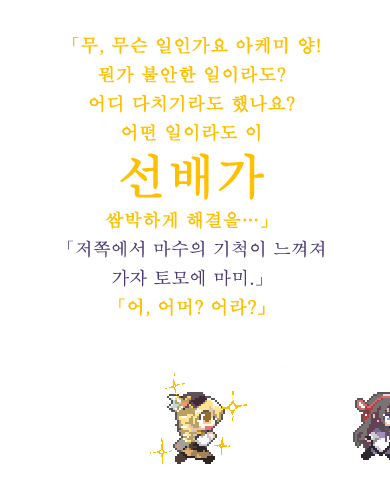 「무, 무슨 일인가요 아케미 양!
뭔가 불안한 일이라도?
어디 다치기라도 했나요?
어떤 일이라도 이
선배가
쌈박하게 해결을…」
「저쪽에서 마수의 기척이 느껴져
가자 토모에 마미.」
「어, 어머? 어라?」